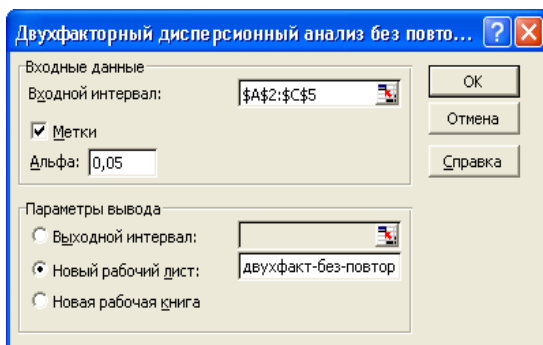 Двухфакторный дисперсионный анализ без повто...
Входные данные
Входной интервал: $A$2:$C$5
Метки
Альфа: 0,05
ОК
Отмена
Справка
Параметры вывода
Выходной интервал:
Новый рабочий лист: двухфакт-без-повтор
Новая рабочая книга